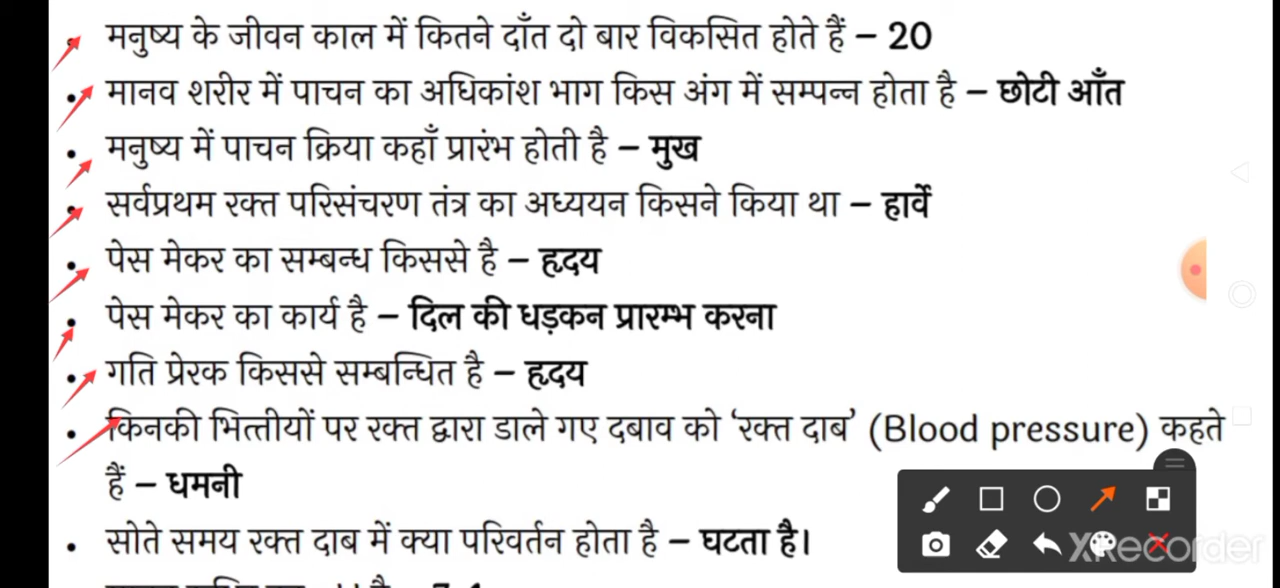 • मनुष्य के जीवन काल में कितने दाँत दो बार विकसित होते हैं – 20
• मानव शरीर में पाचन का अधिकांश भाग किस अंग में सम्पन्न होता है – छोटी आँत
• मनुष्य में पाचन क्रिया कहाँ प्रारंभ होती है – मुख
• सर्वप्रथम रक्त परिसंचरण तंत्र का अध्ययन किसने किया था – हार्वे
• पेस मेकर का सम्बन्ध किससे है – हृदय
• पेस मेकर का कार्य है – दिल की धड़कन प्रारम्भ करना
• गति प्रेरक किससे सम्बन्धित है – हृदय
• किनकी भित्तीयों पर रक्त द्वारा डाले गए दबाव को ‘रक्त दाब’ (Blood pressure) कहते
हैं – धमनी
• सोते समय रक्त दाब में क्या परिवर्तन होता है – घटता है।
XRecorder